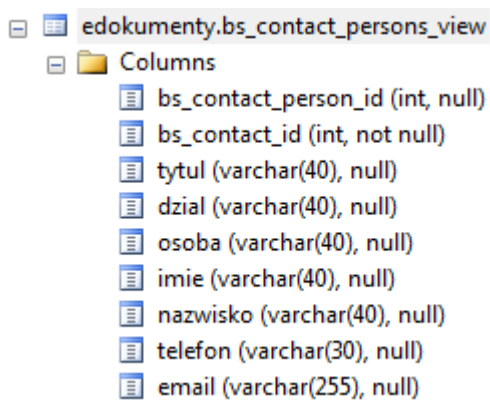 edokumenty.bs_contact_persons_view
Columns
bs_contact_person_id (int, null)
bs_contact_id (int, not null)
tytul (varchar(40), null)
dzial (varchar(40), null)
osoba (varchar(40), null)
imie (varchar(40), null)
nazwisko (varchar(40), null)
telefon (varchar(30), null)
email (varchar(255), null)